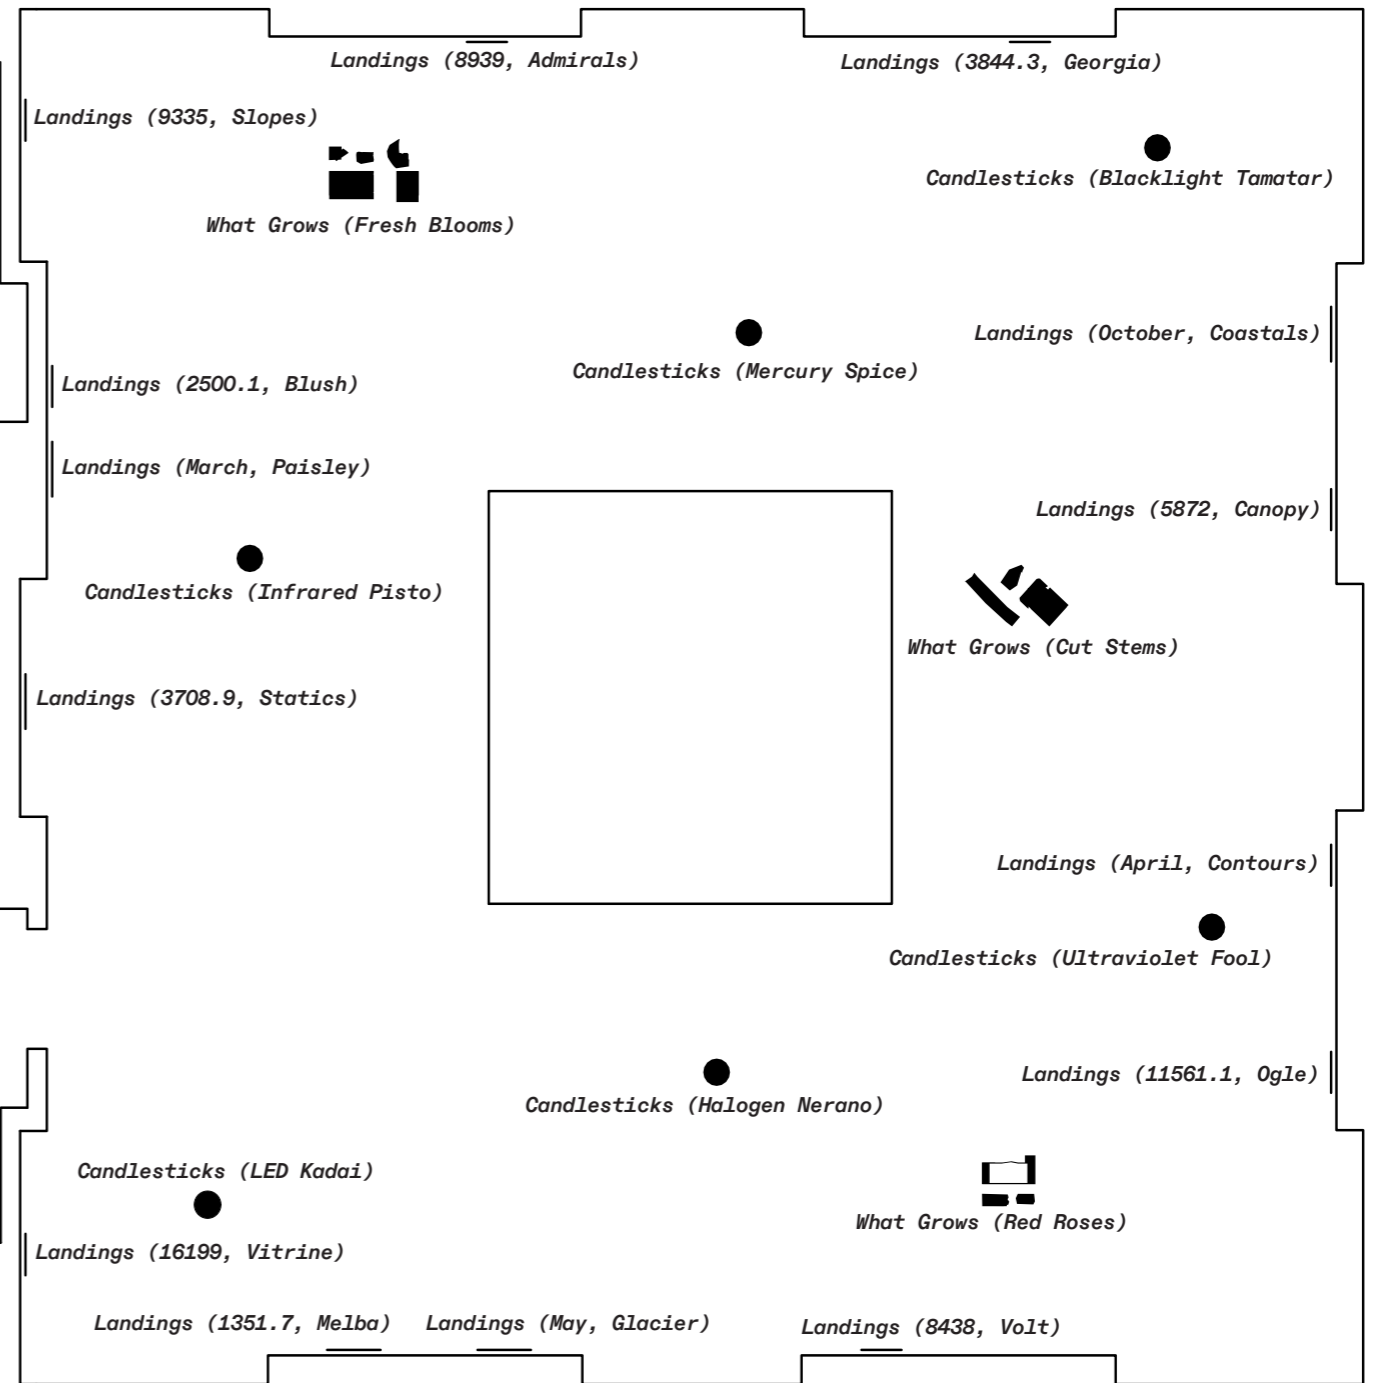 Landings (8939, Admirals)
Landings (3844.3, Georgia)
Landings (9335, Slopes)
Candlesticks (Blacklight Tamatar)
What Grows (Fresh Blooms)
Landings (October, Coastals)
Candlesticks (Mercury Spice)
Landings (2500.1, Blush)
Landings (March, Paisley)
Landings (5872, Canopy)
Candlesticks (Infrared Pisto)
What Grows (Cut Stems)
Landings (3708.9, Statics)
Landings (April, Contours)
Candlesticks (Ultraviolet Fool)
Landings (11561.1, Ogle)
Candlesticks (Halogen Nerano)
Candlesticks (LED Kadai)
What Grows (Red Roses)
Landings (16199, Vitrine)
Landings (1351.7, Melba)
Landings (May, Glacier)
Landings (8438, Volt)